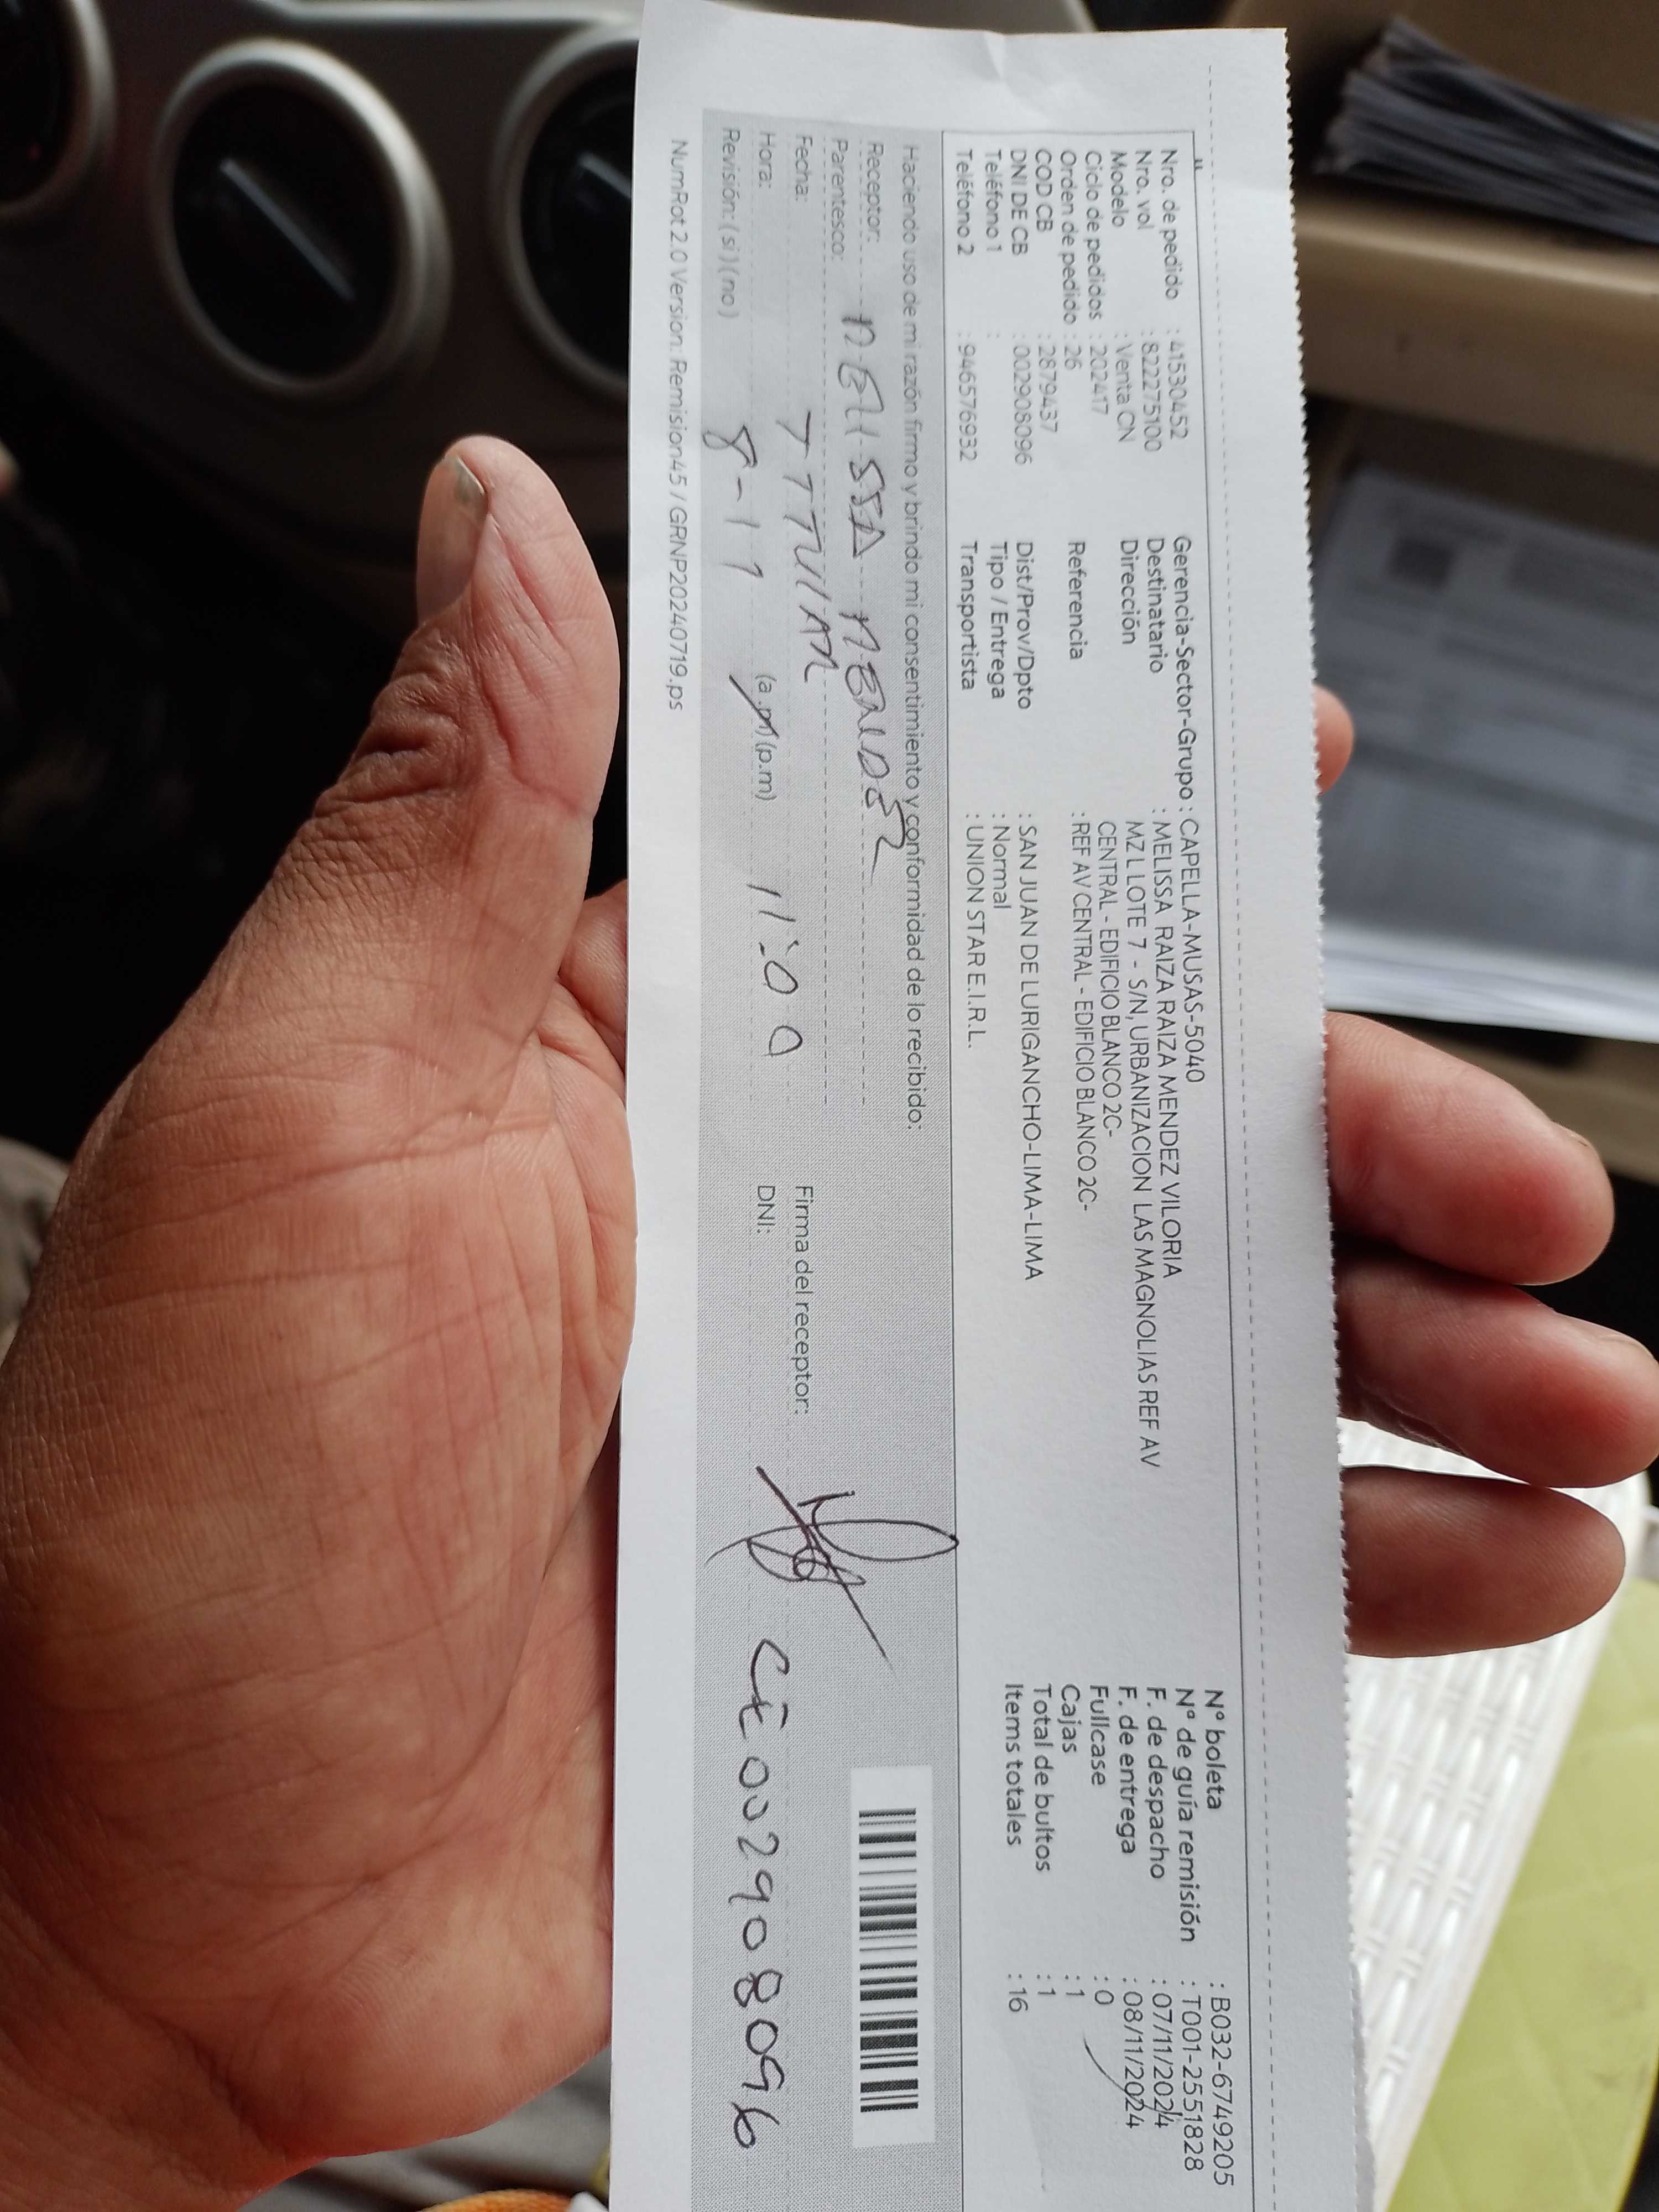 Nro. de pedido : 41530452
Nro. vol : 822275100
Modelo : Venta CN
Ciclo de pedidos : 202417
Orden de pedido : 26
COD CB : 2879437
DNI DE CB : 002908096
Teléfono 1 :
Teléfono 2 : 946576932
Gerencia-Sector-Grupo : CAPELLA-MUSAS-5040
Destinatario : MELISSA RAIZA RAIZA MENDEZ VILORIA
Dirección MZ L LOTE 7 - S/N, URBANIZACION LAS MAGNOLIAS REF AV
CENTRAL - EDIFICIO BLANCO 2C-
Referencia : REF AV CENTRAL - EDIFICIO BLANCO 2C-
Dist/Prov/Dpto : SAN JUAN DE LURIGANCHO-LIMA-LIMA
Tipo / Entrega : Normal
Transportista : UNION STAR E.I.R.L.
N° boleta : B032-6749205
N° de guía remisión : T001-2551828
F. de despacho : 07/11/2024
F. de entrega : 08/11/2024
Fullcase : 0
Cajas : 1
Total de bultos : 1
Items totales : 16
Haciendo uso de mi razón firmo y brindo mi consentimiento y conformidad de lo recibido:
Receptor: MELISSA MENDEZ
Parentesco: TITULAR
Fecha: 8-11
Hora: (a.m) (p.m) 11:00
Revisión: ( si ) ( no )
Firma del receptor:
DNI: CE 002908096
NumRot 2.0 Version: Remision45 / GRNP20240719.ps